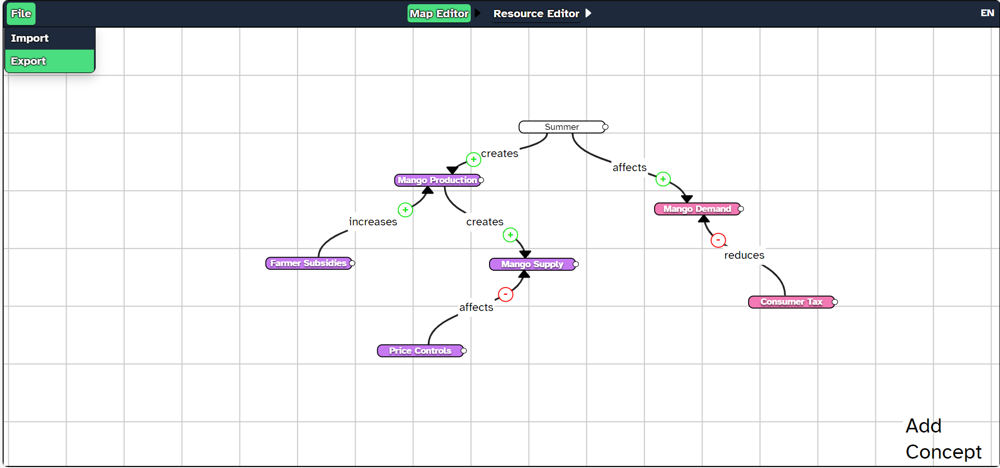 File
Map Editor
Resource Editor
EN
Import
Export
Summer
creates
+
affects
+
Mango Production
Mango Demand
+
increases
creates
+
-
reduces
Farmer Subsidies
Mango Supply
-
affects
Consumer Tax
Price Controls
Add
Concept